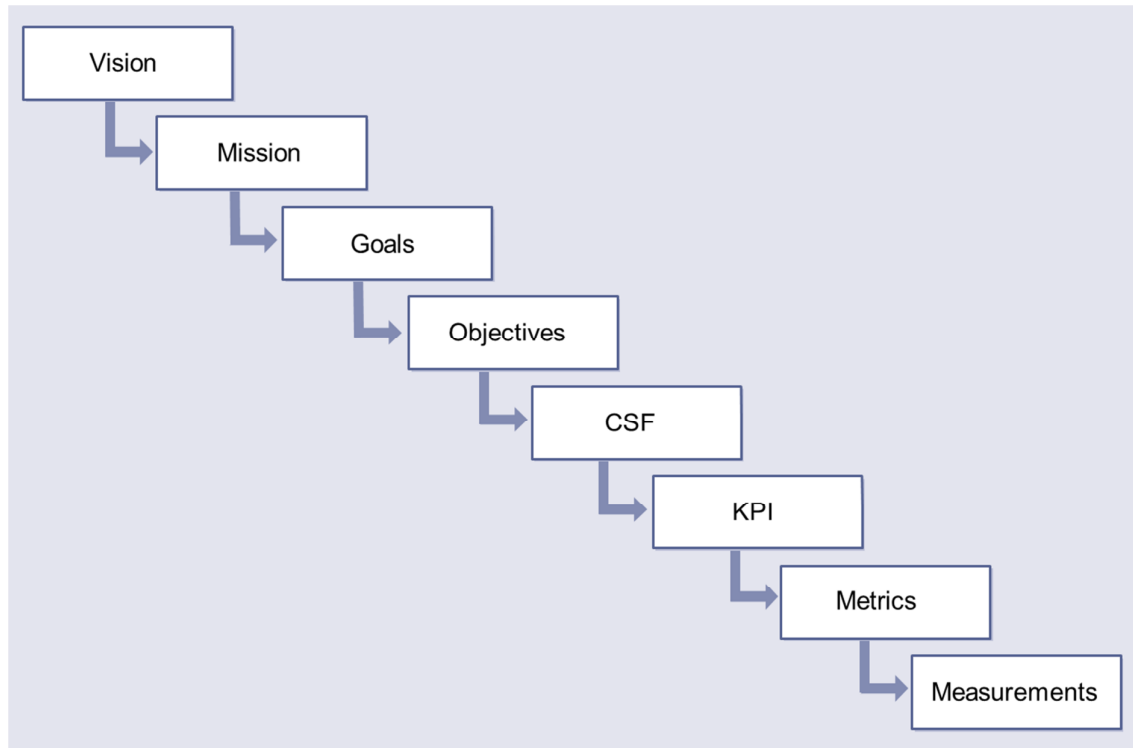 Vision
Mission
Goals
Objectives
CSF
KPI
Metrics
Measurements